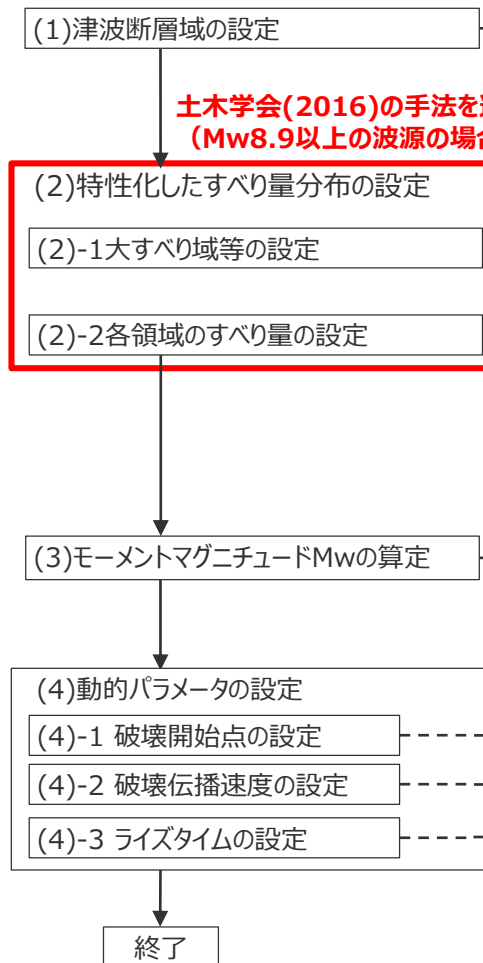 (1)津波断層域の設定
土木学会(2016)の手法を
(Mw8.9以上の波源の場合
(2)特性化したすべり量分布の設定
(2)-1大すべり域等の設定
(2)-2各領域のすべり量の設定
(3)モーメントマグニチュードMwの算定
(4)動的パラメータの設定
(4)-1 破壊開始点の設定
(4)-2 破壊伝播速度の設定
(4)-3 ライズタイムの設定
終了